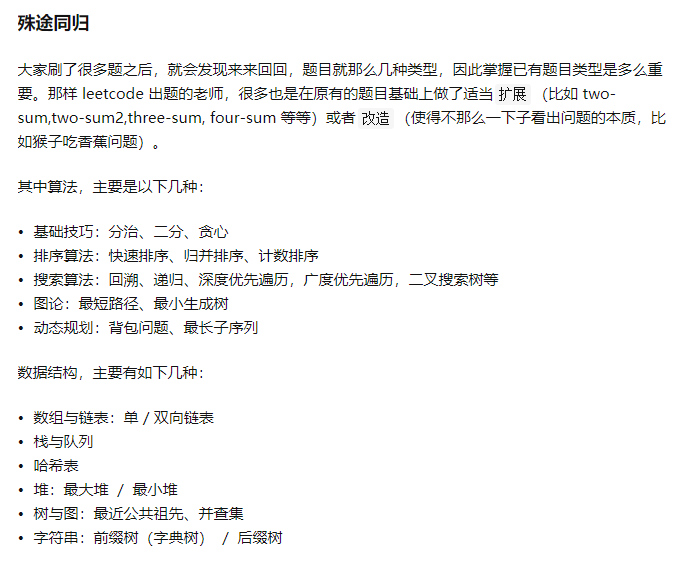 殊途同归
大家刷了很多题之后，就会发现来来回回，题目就那么几种类型，因此掌握已有题目类型是多么重
要。那样 leetcode 出题的老师，很多也是在原有的题目基础上做了适当 扩展 （比如 two-
sum,two-sum2,three-sum, four-sum 等等）或者 改造 （使得不那么一下子看出问题的本质，比
如猴子吃香蕉问题）。
其中算法，主要是以下几种：
• 基础技巧：分治、二分、贪心
• 排序算法：快速排序、归并排序、计数排序
• 搜索算法：回溯、递归、深度优先遍历，广度优先遍历，二叉搜索树等
• 图论：最短路径、最小生成树
• 动态规划：背包问题、最长子序列
数据结构，主要有如下几种：
• 数组与链表：单 / 双向链表
• 栈与队列
• 哈希表
• 堆：最大堆 ／ 最小堆
• 树与图：最近公共祖先、并查集
• 字符串：前缀树（字典树） ／ 后缀树